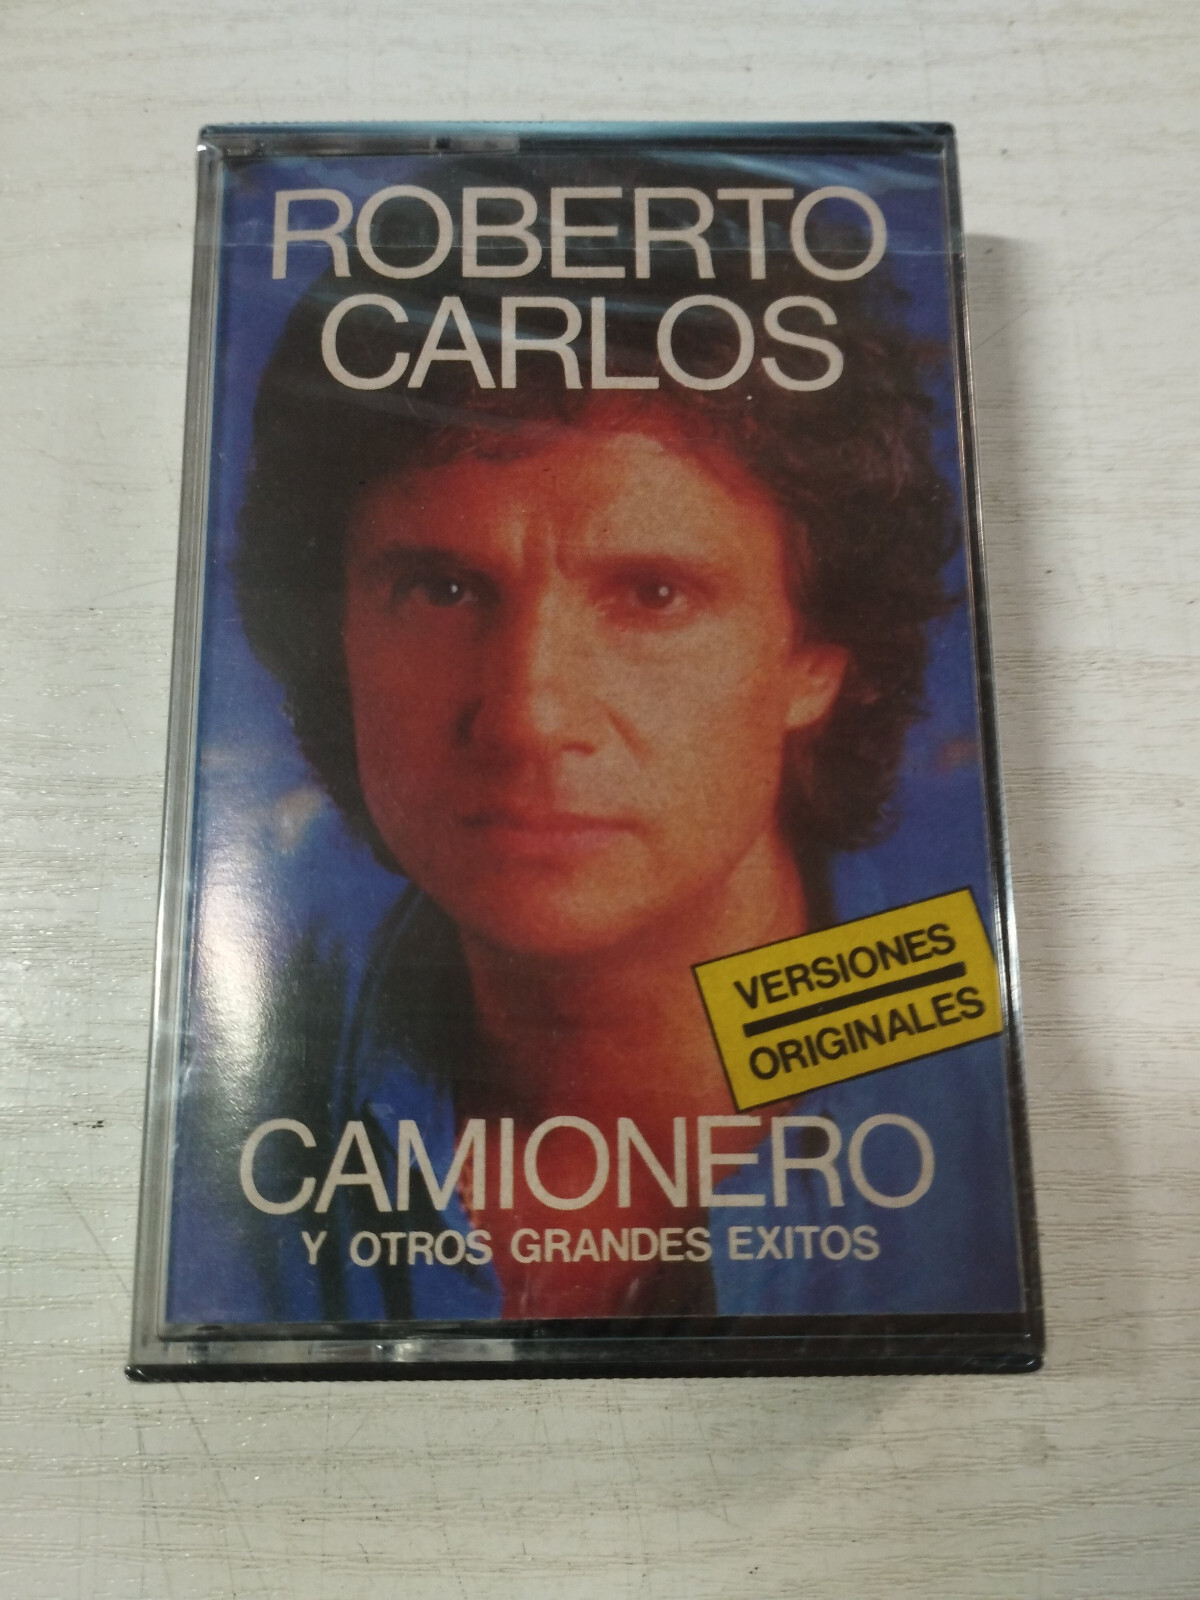 ROBERTO
CARLOS
VERSIONES
ORIGINALES
CAMIONERO
Y OTROS GRANDES EXITOS